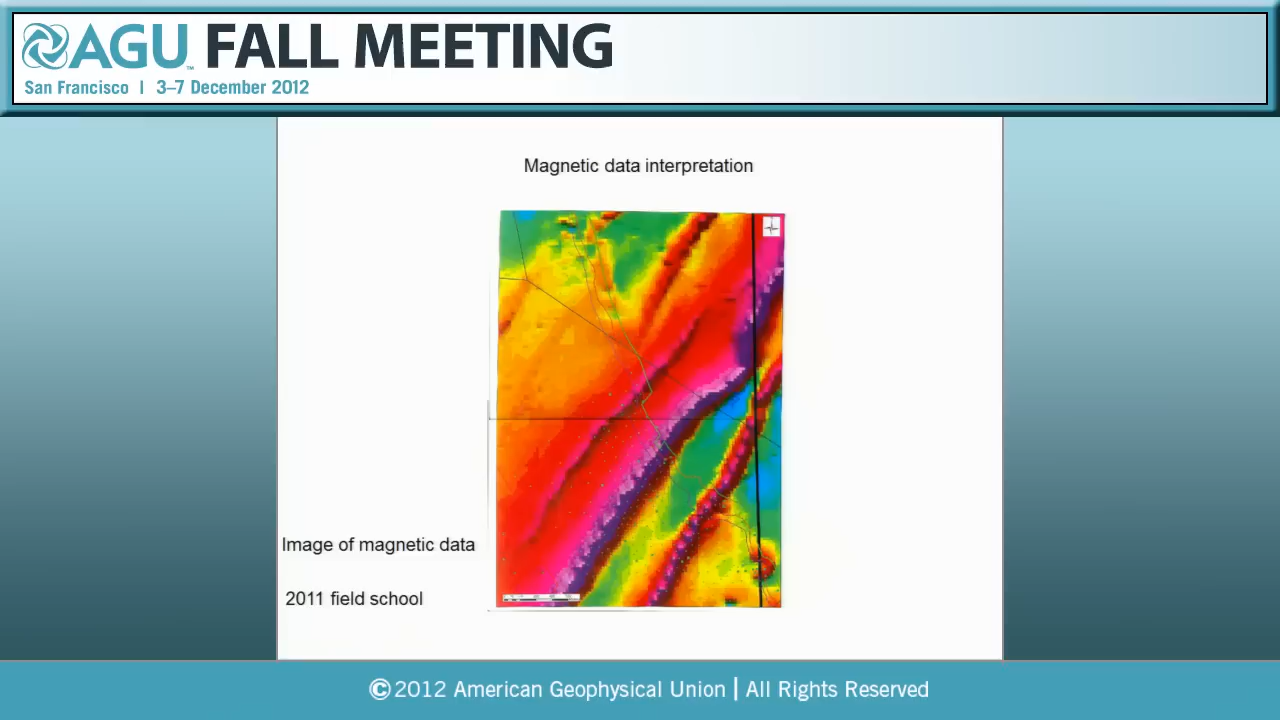 AGU FALL MEETING
San Francisco | 3–7 December 2012
Magnetic data interpretation
Image of magnetic data
2011 field school
©2012 American Geophysical Union | All Rights Reserved